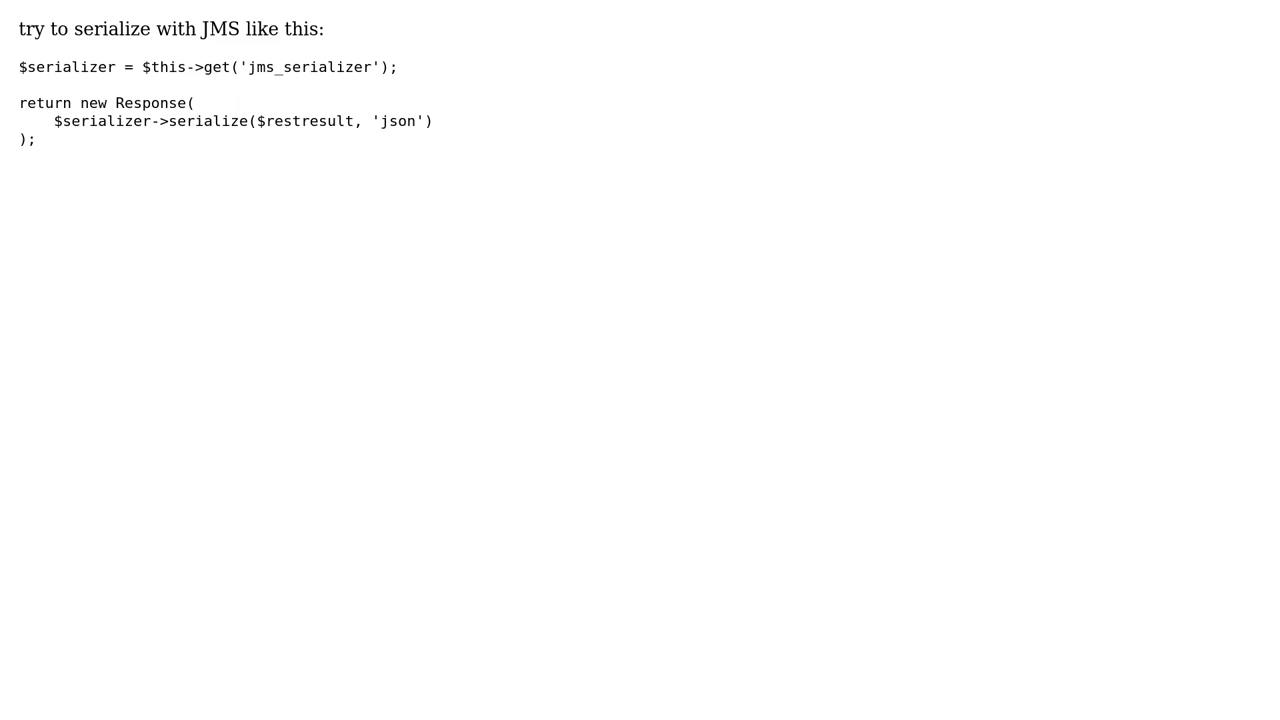 try to serialize with JMS like this:
$serializer = $this->get('jms_serializer');
return new Response(
    $serializer->serialize($restresult, 'json')
);